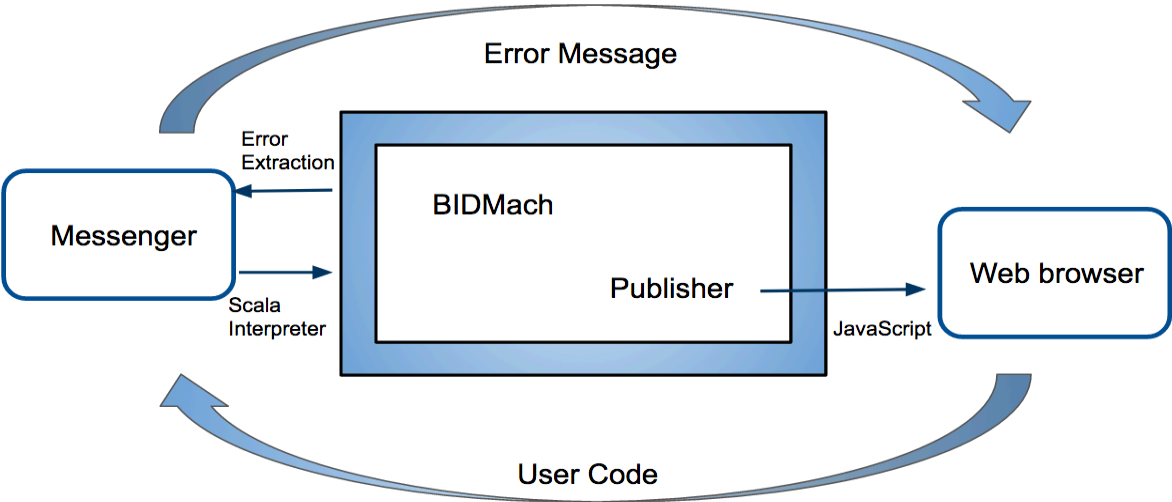 Error Message
Error
Extraction
BIDMach
Messenger
Web browser
Publisher
Scala
Interpreter
JavaScript
User Code